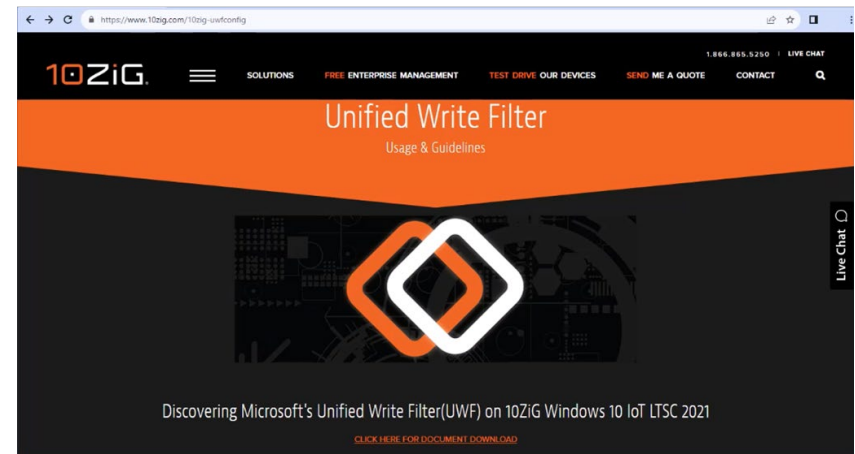 https://www.10zig.com/10zig-uwfconfig
1.866.865.5250 | LIVE CHAT
10ZiG.
SOLUTIONS FREE ENTERPRISE MANAGEMENT TEST DRIVE OUR DEVICES SEND ME A QUOTE CONTACT
Unified Write Filter
Usage & Guidelines
Live Chat
Discovering Microsoft's Unified Write Filter(UWF) on 10ZiG Windows 10 IoT LTSC 2021
CLICK HERE FOR DOCUMENT DOWNLOAD